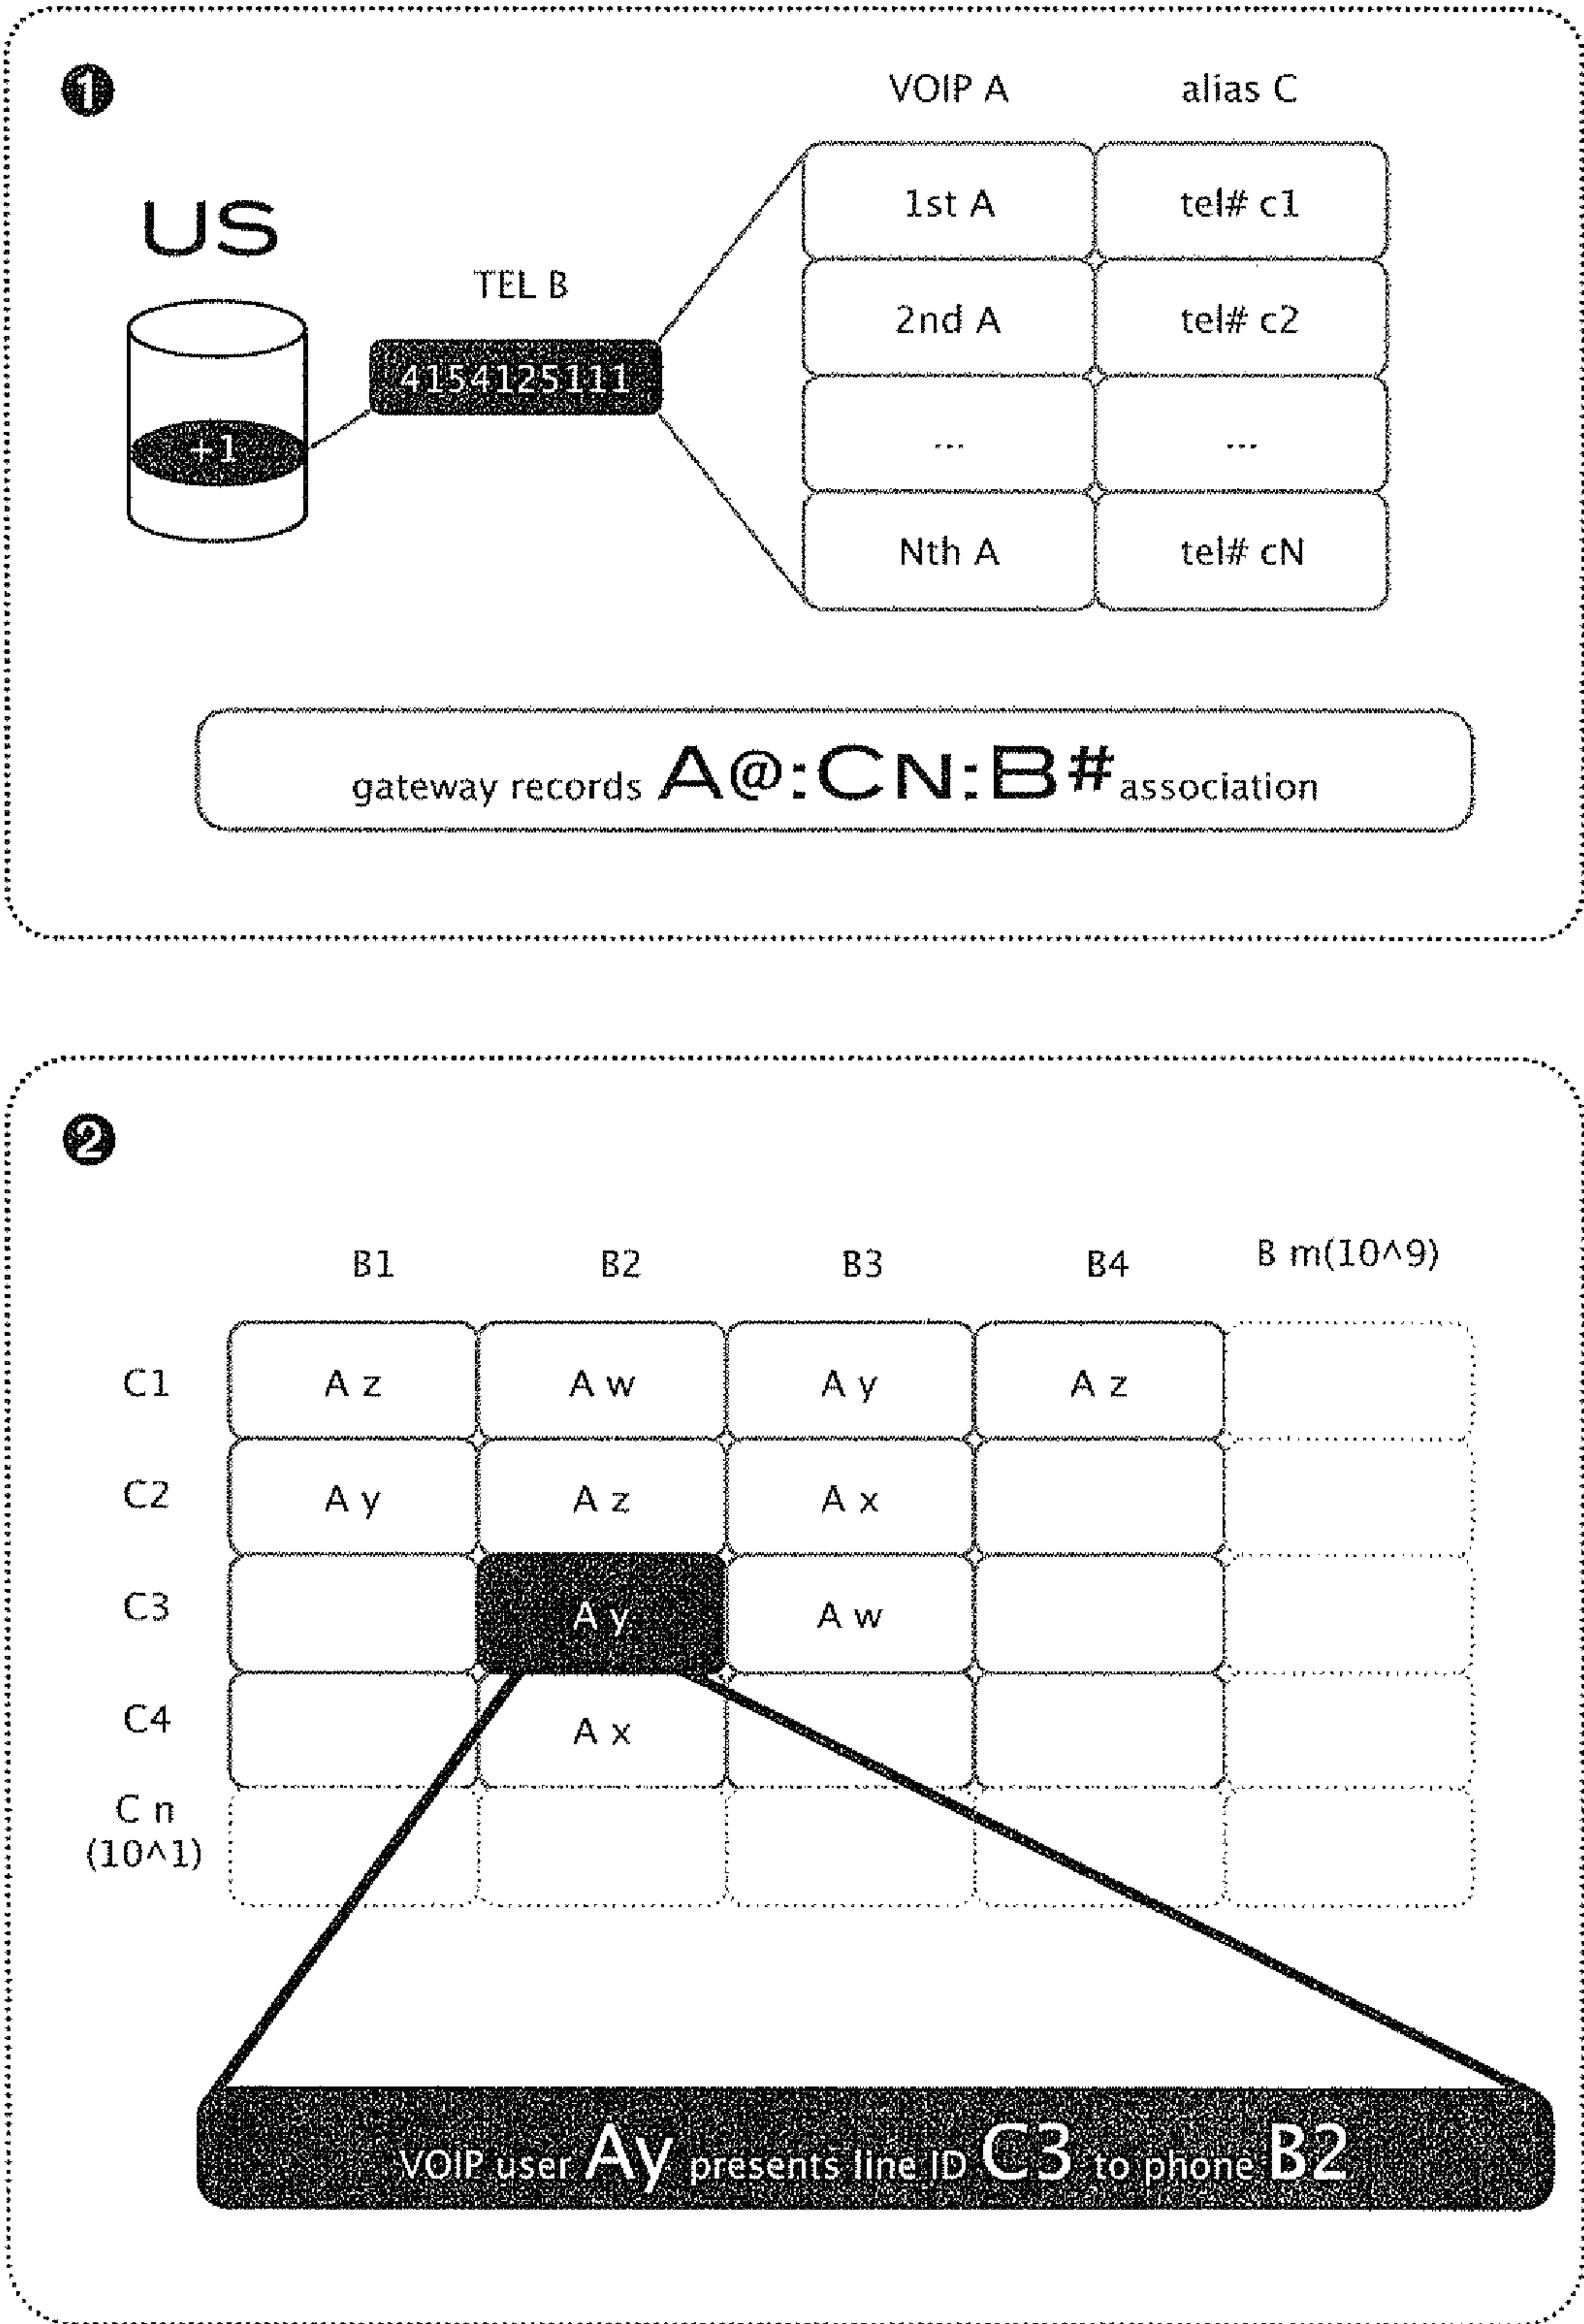 1
VOIP A alias C
US
1st A tel# c1
TEL B
2nd A tel# c2
4154125111
+1
... ...
Nth A tel# cN
gateway records A@:CN:B# association
2
B1 B2 B3 B4 B m(10^9)
C1 A z A w A y A z
C2 A y A z A x
C3 A y A w
C4 A x
C n
(10^1)
VOIP user Ay presents line ID C3 to phone B2